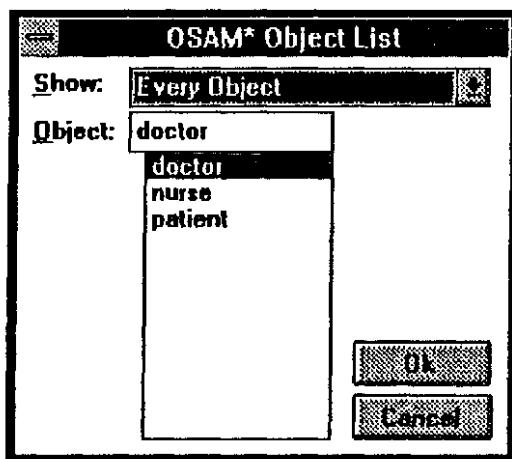 OSAM* Object List
Show: Every Object
Object: doctor
doctor
nurse
patient
Ok
Cancel